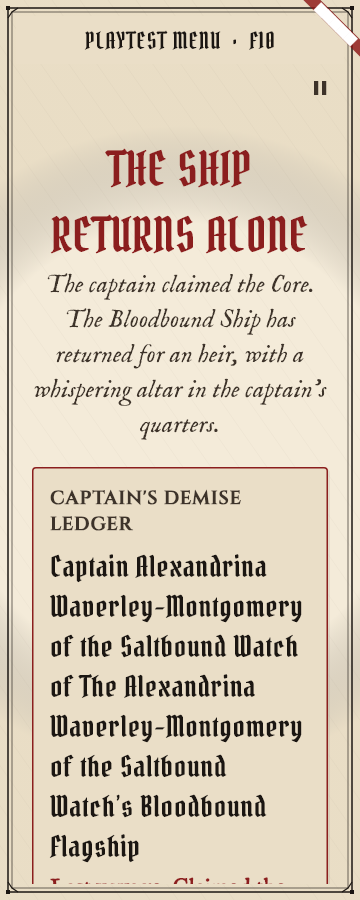 PLAYTEST MENU · F10
THE SHIP
RETURNS ALONE
The captain claimed the Core.
The Bloodbound Ship has
returned for an heir, with a
whispering altar in the captain's
quarters.
CAPTAIN'S DEMISE
LEDGER
Captain Alexandrina
Waverley-Montgomery
of the Saltbound Watch
of The Alexandrina
Waverley-Montgomery
of the Saltbound
Watch's Bloodbound
Flagship